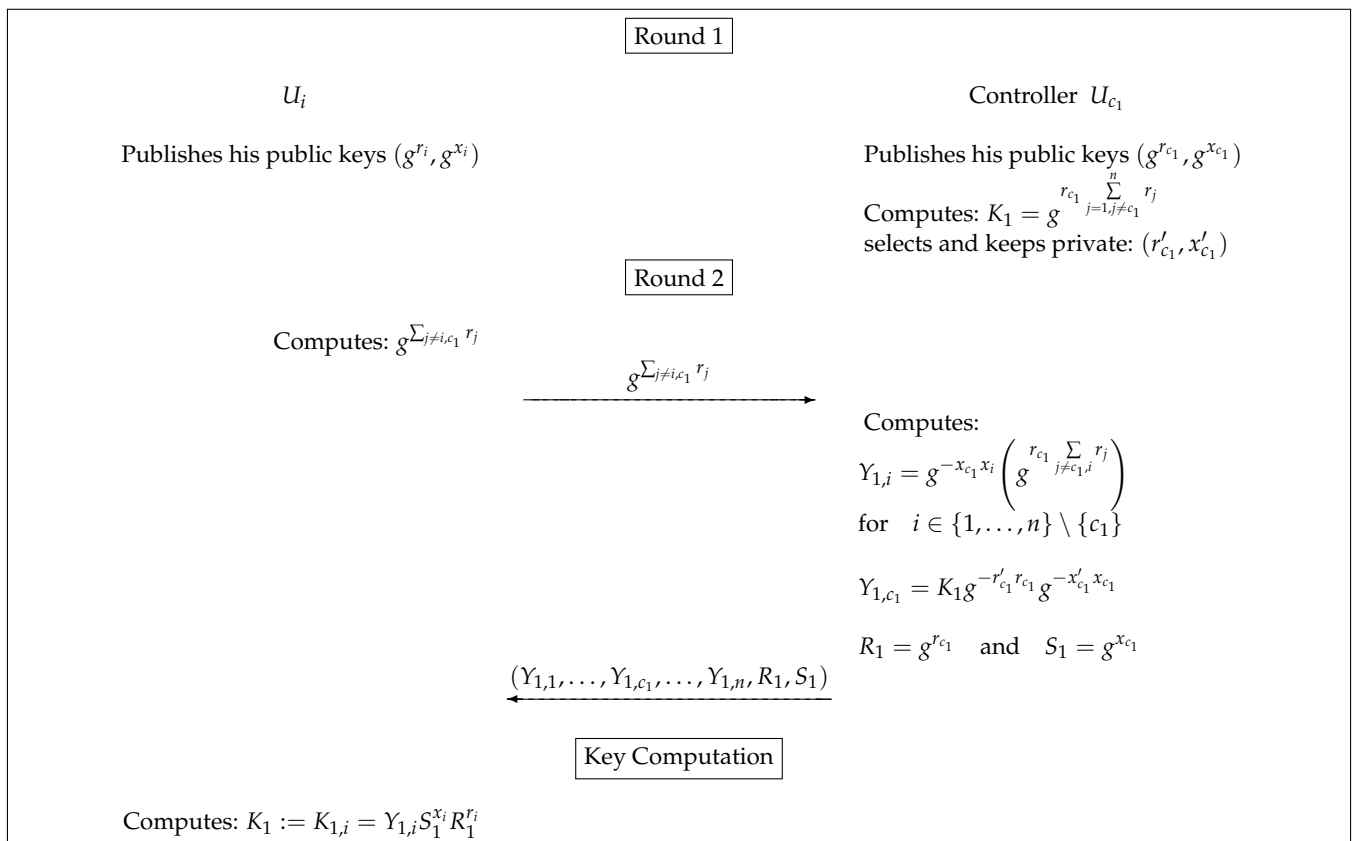 Round 1
U_i
Controller U_{c_1}
Publishes his public keys (g^{r_i}, g^{x_i})
Publishes his public keys (g^{r_{c_1}}, g^{x_{c_1}})
Computes: K_1 = g^{r_{c_1} \sum_{j=1,j≠c_1}^{n} r_j}
selects and keeps private: (r'_{c_1}, x'_{c_1})
Round 2
Computes: g^{\sum_{j≠i,c_1} r_j}
g^{\sum_{j≠i,c_1} r_j}
Computes:
Y_{1,i} = g^{-x_{c_1} x_i} (g^{r_{c_1} \sum_{j≠c_1,i} r_j})
for i ∈ {1, . . . , n} \ {c_1}
Y_{1,c_1} = K_1 g^{-r'_{c_1} r_{c_1}} g^{-x'_{c_1} x_{c_1}}
R_1 = g^{r_{c_1}} and S_1 = g^{x_{c_1}}
(Y_{1,1}, . . . , Y_{1,c_1}, . . . , Y_{1,n}, R_1, S_1)
Key Computation
Computes: K_1 := K_{1,i} = Y_{1,i} S_1^{x_i} R_1^{r_i}